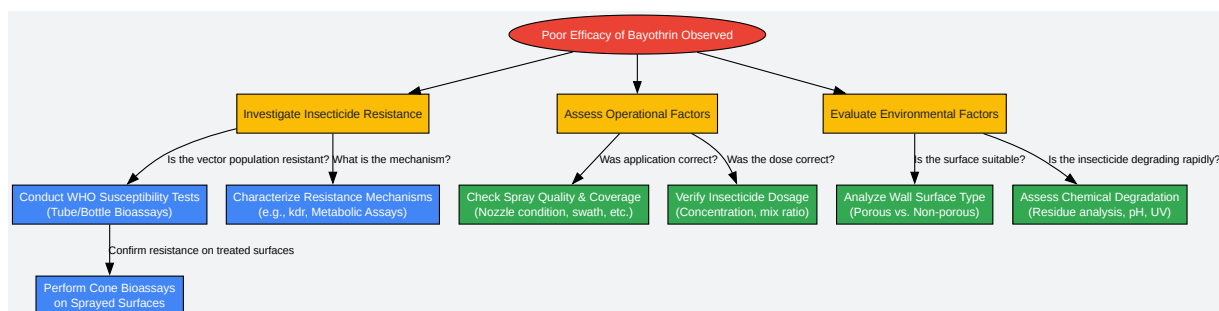 Poor Efficacy of Bayothrin Observed
Investigate Insecticide Resistance
Assess Operational Factors
Evaluate Environmental Factors
Is the vector population resistant?
What is the mechanism?
Was application correct?
Was the dose correct?
Is the surface suitable?
Is the insecticide degrading rapidly?
Conduct WHO Susceptibility Tests
(Tube/Bottle Bioassays)
Characterize Resistance Mechanisms
(e.g., kdr, Metabolic Assays)
Check Spray Quality & Coverage
(Nozzle condition, swath, etc.)
Verify Insecticide Dosage
(Concentration, mix ratio)
Analyze Wall Surface Type
(Porous vs. Non-porous)
Assess Chemical Degradation
(Residue analysis, pH, UV)
Confirm resistance on treated surfaces
Perform Cone Bioassays
on Sprayed Surfaces